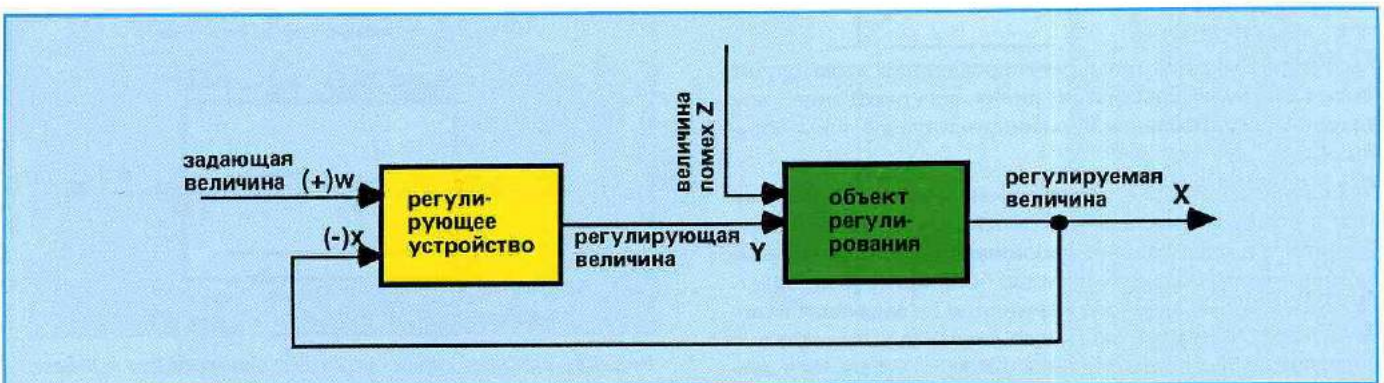 задающая
величина (+)w
(-)x
регули-
рующее
устройство
регулирующая
величина Y
величина
помех Z
объект
регули-
рования
регулируемая
величина X